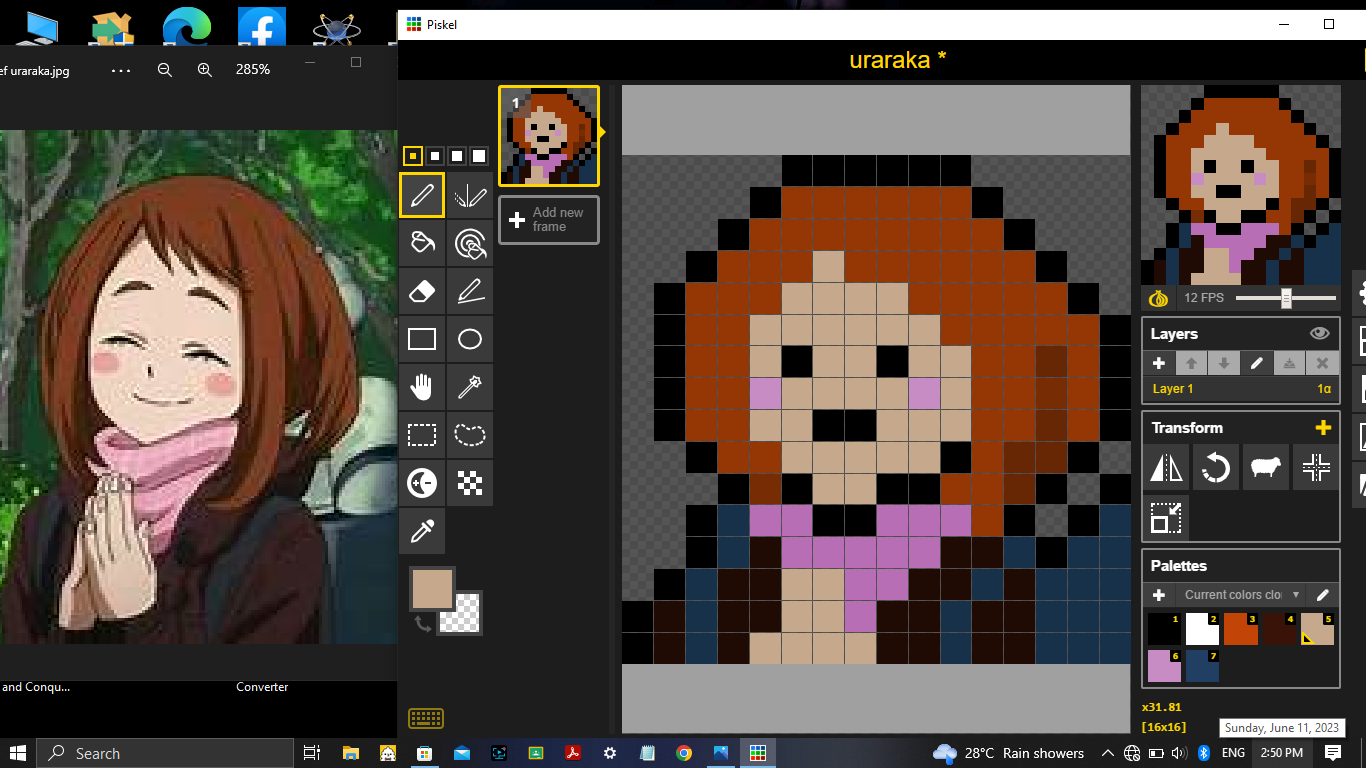 Piskel
ef uraraka.jpg
285%
uraraka *
1
Add new
frame
12 FPS
Layers
Layer 1
1α
Transform
Palettes
Current colors clo
1
2
3
4
5
6
7
x31.81
[16x16]
Sunday, June 11, 2023
and Conqu...
Converter
Search
28°C Rain showers
ENG
2:50 PM